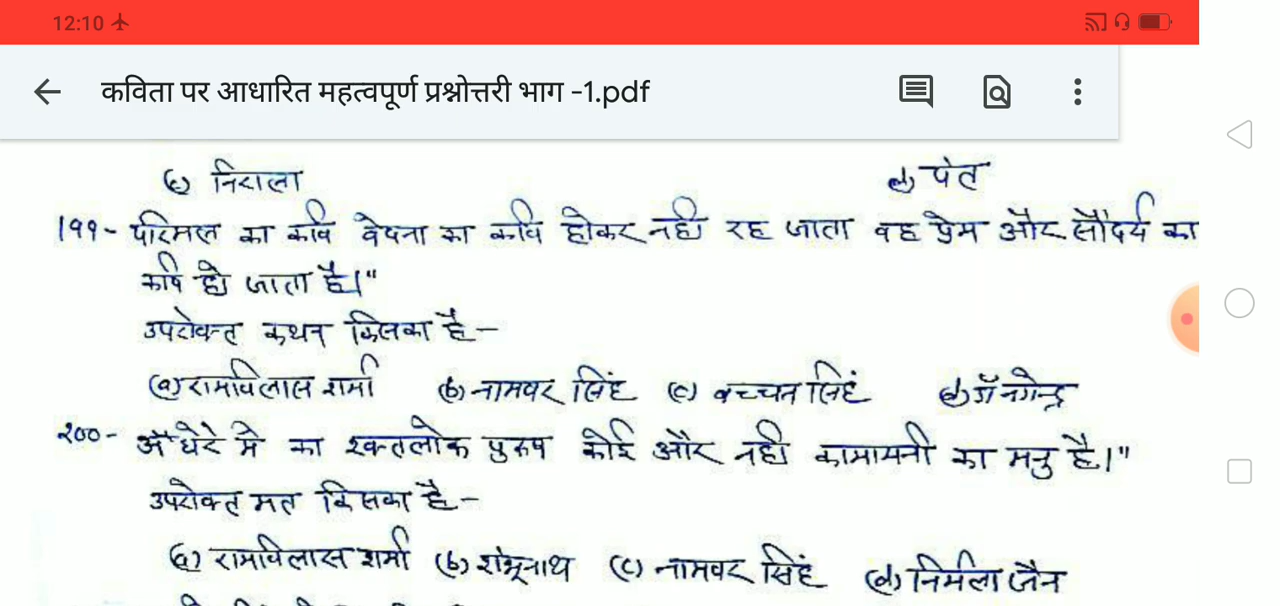 12:10
कविता पर आधारित महत्वपूर्ण प्रश्नोत्तरी भाग -1.pdf
(c) निराला (d) पंत
199- परिमल का कवि वेदना का कवि होकर नही रह जाता वह प्रेम और सौंदर्य का
कवि हो जाता है।"
उपरोक्त कथन किसका है-
(a) रामविलास शर्मा (b) नामवर सिंह (c) बच्चन सिंहं (d) डॉ नगेन्द्र
200- अँधेरे मे का रक्तलोक पुरुष कोई और नही कामायनी का मनु है।"
उपरोक्त मत किसका है-
(a) रामविलास शर्मा (b) शंभूनाथ (c) नामवर सिंहं (d) निर्मला जैन